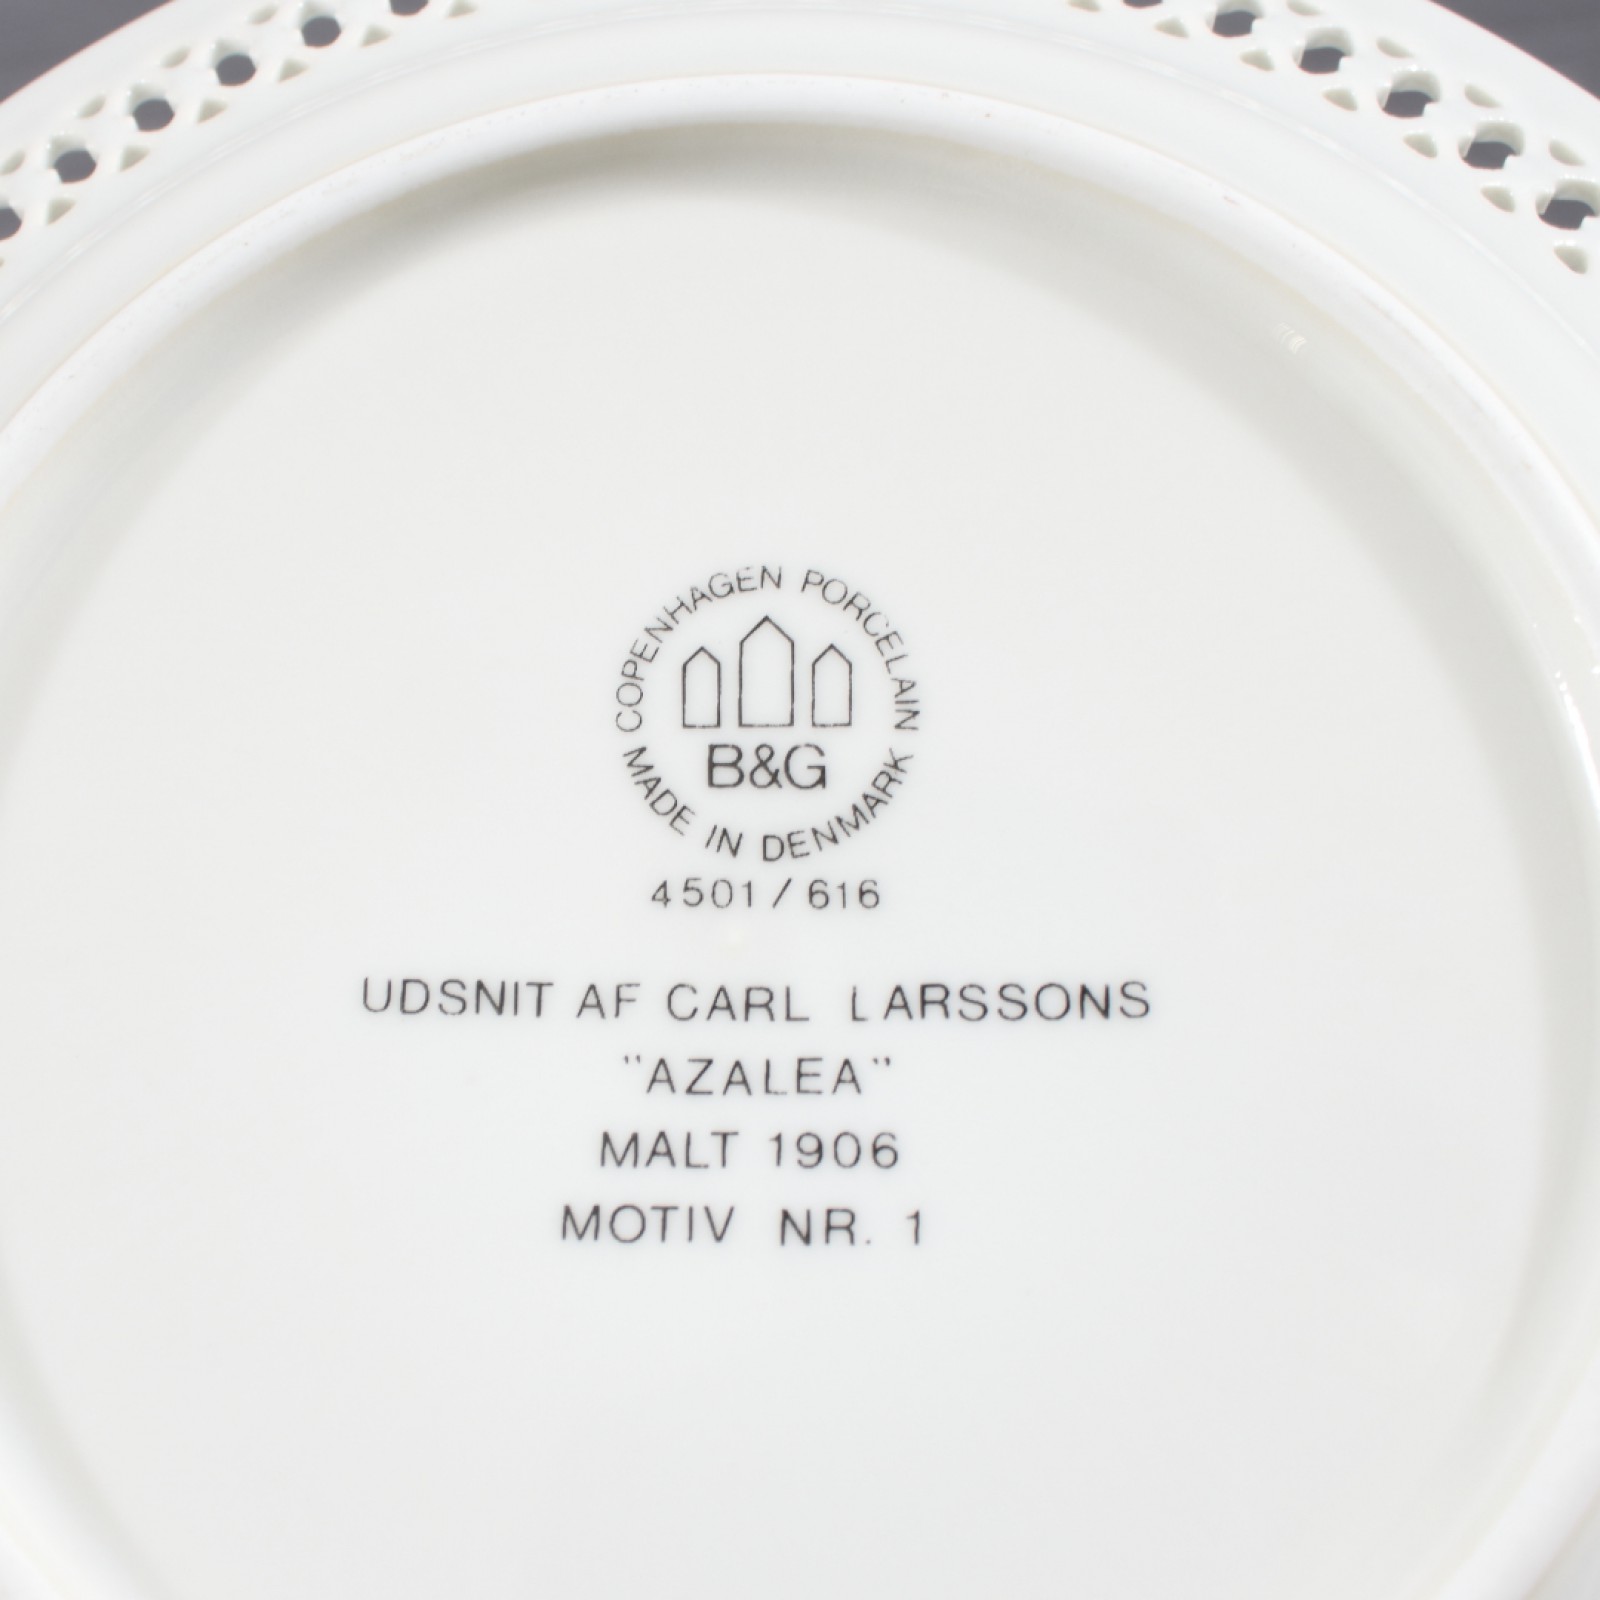 COPENHAGEN PORCELAIN
B&G
MADE IN DENMARK
4501/616
UDSNIT AF CARL LARSSONS
"AZALEA"
MALT 1906
MOTIV NR. 1